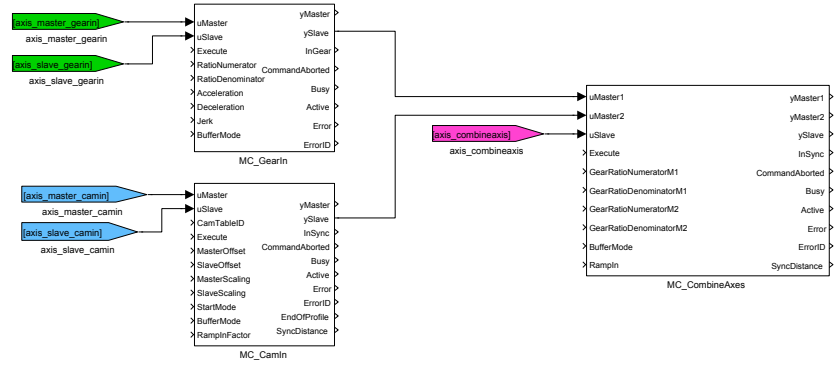 [axis_master_gearin]
axis_master_gearin
[axis_slave_gearin]
axis_slave_gearin
uMaster
uSlave
Execute
RatioNumerator
RatioDenominator
Acceleration
Deceleration
Jerk
BufferMode
yMaster
ySlave
InGear
CommandAborted
Busy
Active
Error
ErrorID
MC_GearIn
[axis_master_camin]
axis_master_camin
[axis_slave_camin]
axis_slave_camin
uMaster
uSlave
CamTableID
Execute
MasterOffset
SlaveOffset
MasterScaling
SlaveScaling
StartMode
BufferMode
RampInFactor
yMaster
ySlave
InSync
CommandAborted
Busy
Active
Error
ErrorID
EndOfProfile
SyncDistance
MC_CamIn
[axis_combineaxis]
axis_combineaxis
uMaster1
uMaster2
uSlave
Execute
GearRatioNumeratorM1
GearRatioDenominatorM1
GearRatioNumeratorM2
GearRatioDenominatorM2
BufferMode
RampIn
yMaster1
yMaster2
ySlave
InSync
CommandAborted
Busy
Active
Error
ErrorID
SyncDistance
MC_CombineAxes